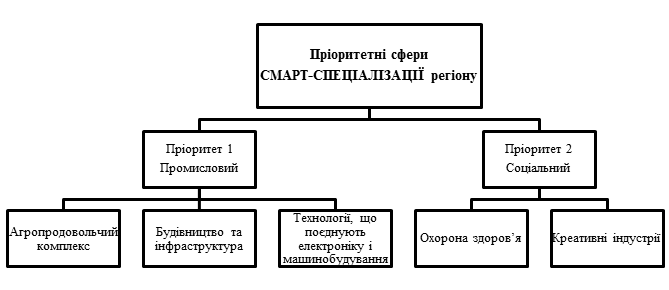 Пріоритетні сфери
СМАРТ-СПЕЦІАЛІЗАЦІЇ регіону
Пріоритет 1
Промисловий
Пріоритет 2
Соціальний
Агропродовольчий
комплекс
Будівництво та
інфраструктура
Технології, що
поєднують
електроніку і
машинобудування
Охорона здоров’я
Креативні індустрії